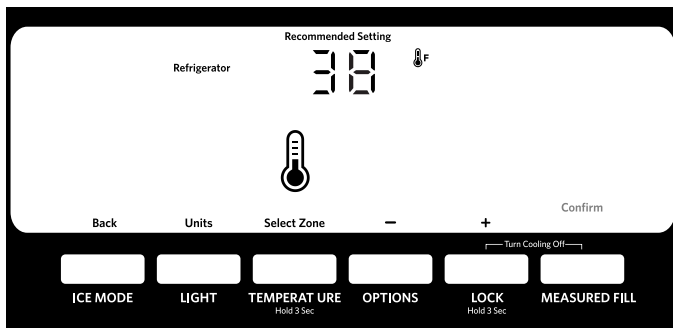 Recommended Setting
Refrigerator 38 F
Back Units Select Zone – + Confirm
Turn Cooling Off
ICE MODE LIGHT TEMPERAT URE OPTIONS LOCK MEASURED FILL
Hold 3 Sec Hold 3 Sec